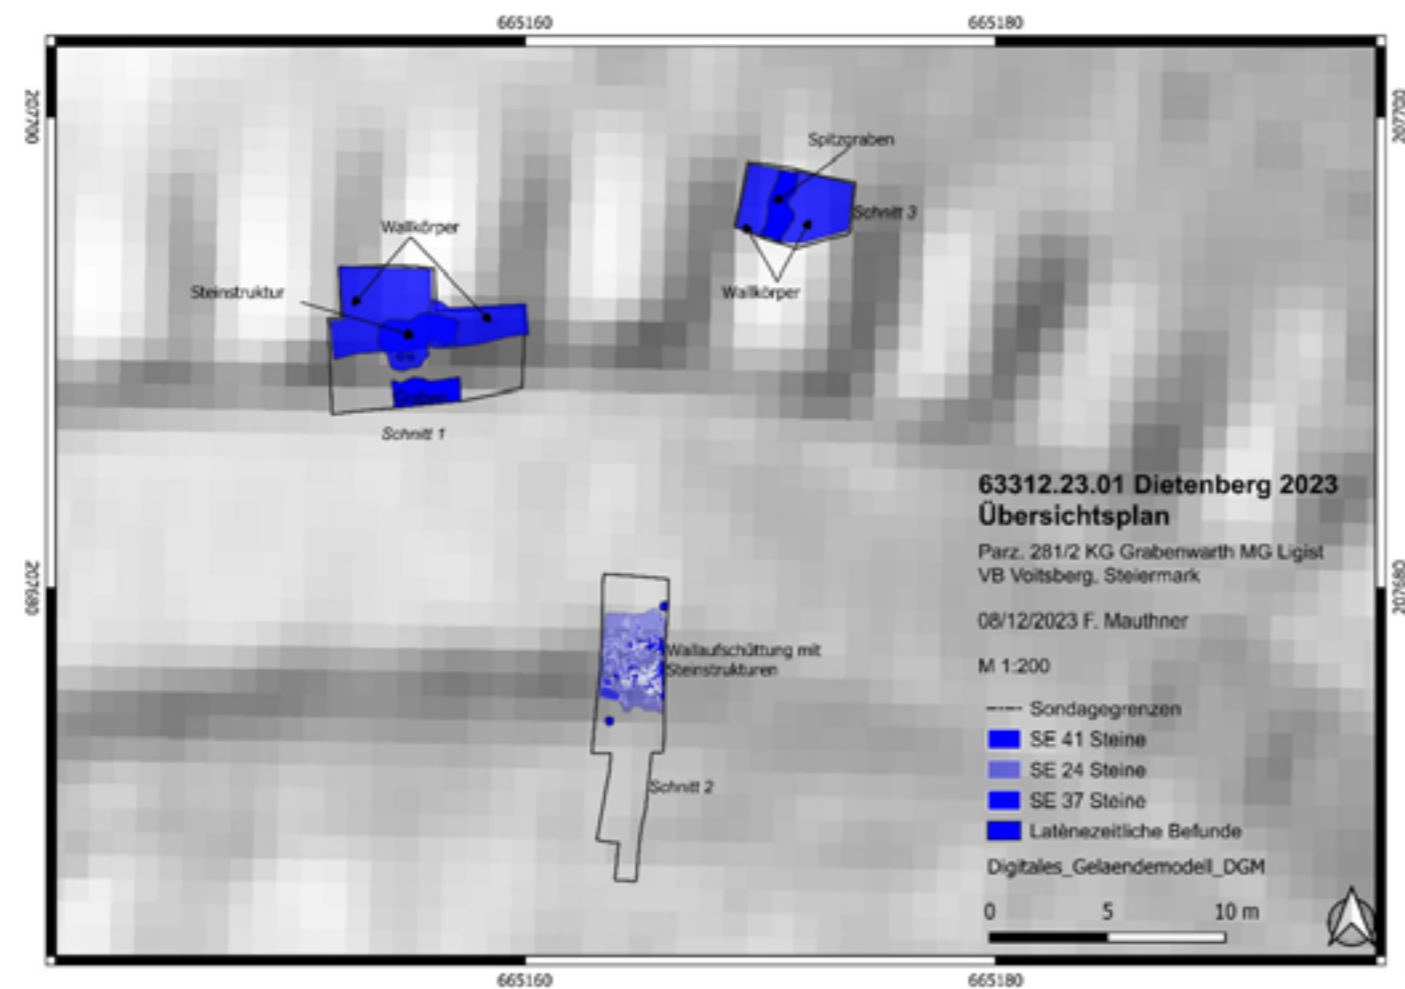 665160
665180
207700
207700
Spitzgraben
Schnitt 3
Wallkörper
Steinstruktur
Wallkörper
Graben
Schnitt 1
63312.23.01 Dietenberg 2023
Übersichtsplan
Parz. 281/2 KG Grabenwarth MG Ligist
VB Voitsberg, Steiermark
207680
207680
08/12/2023 F. Mauthner
Wallaufschüttung mit
Steinstrukturen
M 1:200
Sondagegrenzen
SE 41 Steine
SE 24 Steine
Schnitt 2
SE 37 Steine
Latènezeitliche Befunde
Digitales_Gelaendemodell_DGM
0 5 10 m
665160
665180